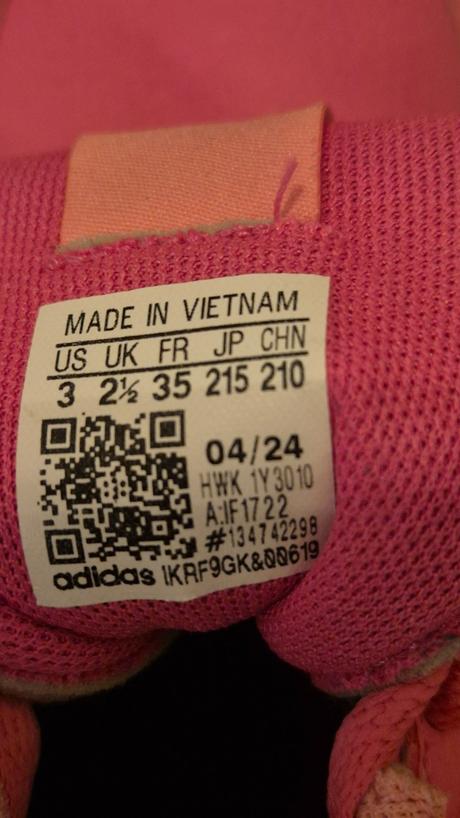 MADE IN VIETNAM
US UK FR JP CHN
3 2½ 35 215 210
04/24
HWK 1Y3010
A:IF1722
#134742298
adidas IKRF9GK&00619